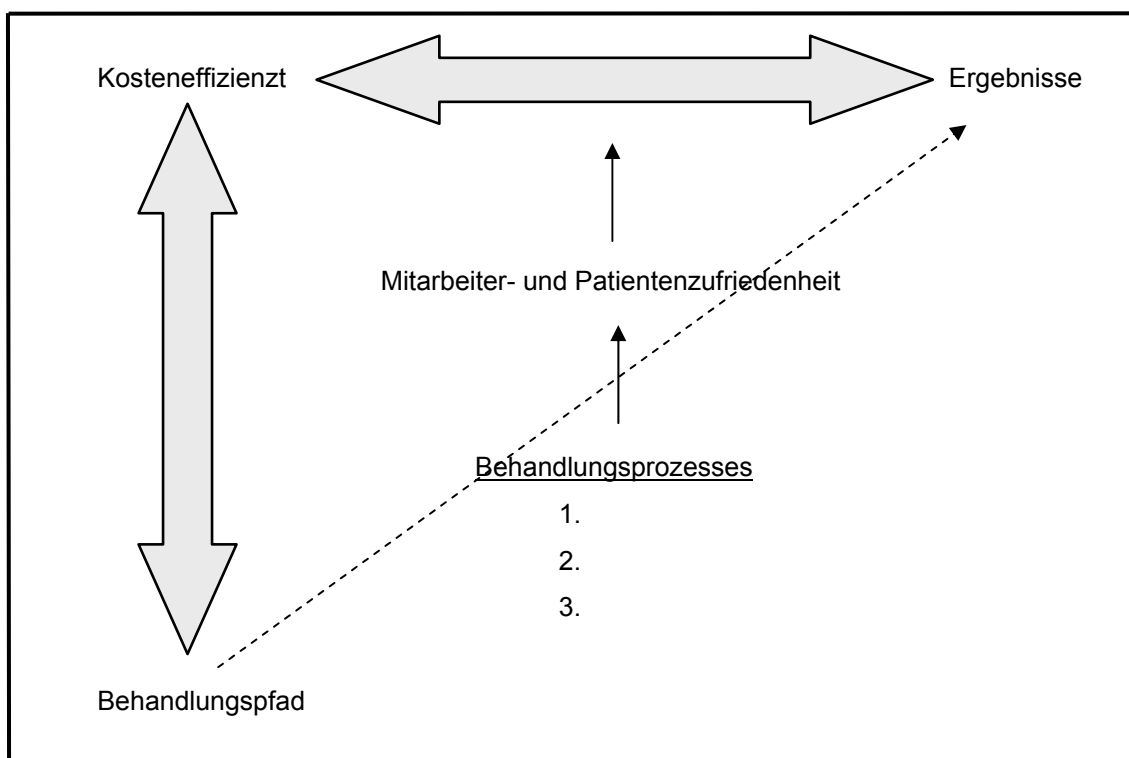 Kosteneffizienzt
Ergebnisse
Mitarbeiter- und Patientenzufriedenheit
Behandlungsprozesses
1.
2.
3.
Behandlungspfad